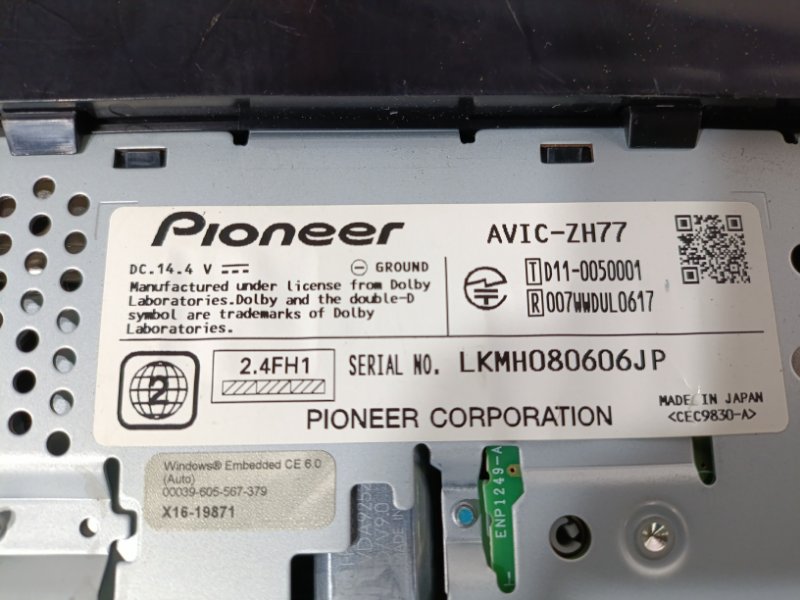 Pioneer
AVIC-ZH77
DC.14.4 V
GROUND
Manufactured under license from Dolby
Laboratories.Dolby and the double-D
symbol are trademarks of Dolby
Laboratories.
T D11-0050001
R 007WWDUL0617
2
2.4FH1
SERIAL NO. LKMH080606JP
PIONEER CORPORATION
MADE IN JAPAN
<CEC9830-A>
Windows® Embedded CE 6.0
(Auto)
00039-605-567-379
X16-19871
ENP1249-A